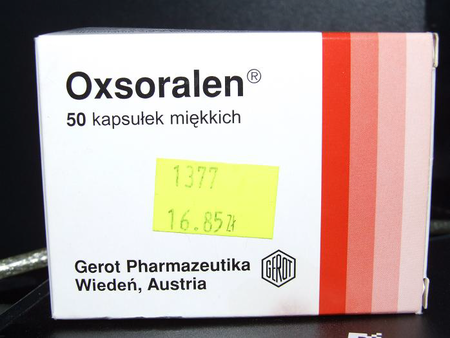 Oxsoralen®
50 kapsułek miękkich
1377
16.85zł
Gerot Pharmazeutika
Wiedeń, Austria
GEROT